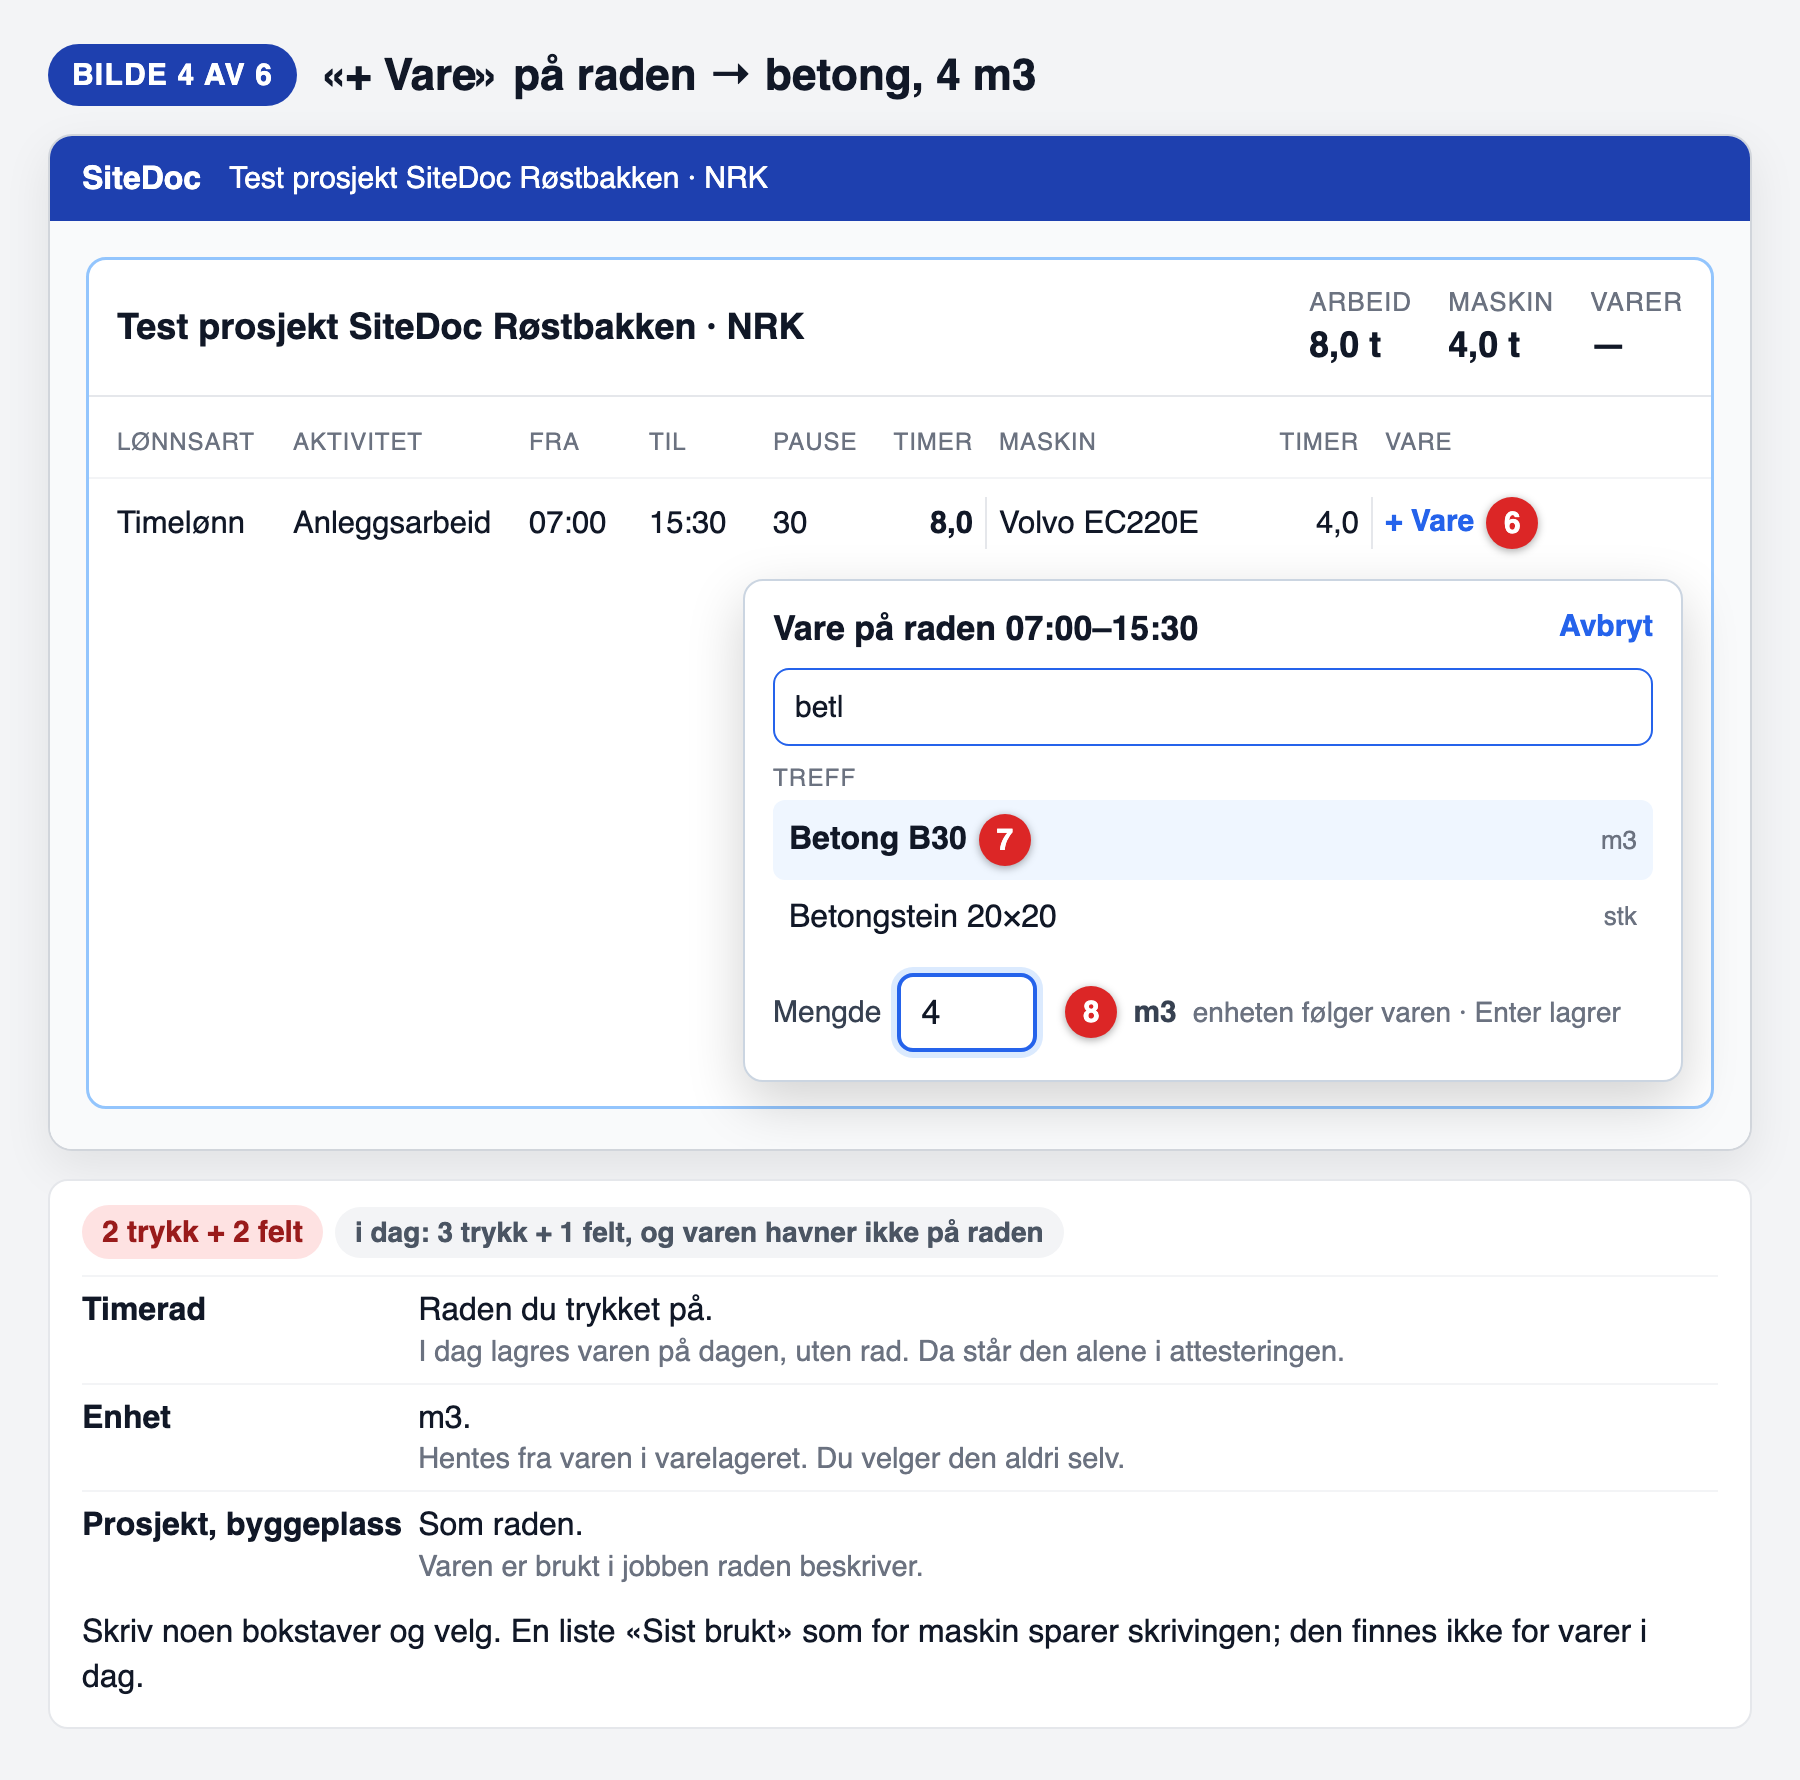 BILDE 4 AV 6 «+ Vare» på raden → betong, 4 m3
SiteDoc Test prosjekt SiteDoc Røstbakken · NRK
Test prosjekt SiteDoc Røstbakken · NRK
ARBEID MASKIN VARER
8,0 t 4,0 t –
LØNNSART AKTIVITET FRA TIL PAUSE TIMER MASKIN TIMER VARE
Timelønn Anleggsarbeid 07:00 15:30 30 8,0 Volvo EC220E 4,0 + Vare 6
Vare på raden 07:00–15:30 Avbryt
betl
TREFF
Betong B30 7 m3
Betongstein 20×20 stk
Mengde 4 8 m3 enheten følger varen · Enter lagrer
2 trykk + 2 felt i dag: 3 trykk + 1 felt, og varen havner ikke på raden
Timerad Raden du trykket på.
I dag lagres varen på dagen, uten rad. Da står den alene i attesteringen.
Enhet m3.
Hentes fra varen i varelageret. Du velger den aldri selv.
Prosjekt, byggeplass Som raden.
Varen er brukt i jobben raden beskriver.
Skriv noen bokstaver og velg. En liste «Sist brukt» som for maskin sparer skrivingen; den finnes ikke for varer i
dag.